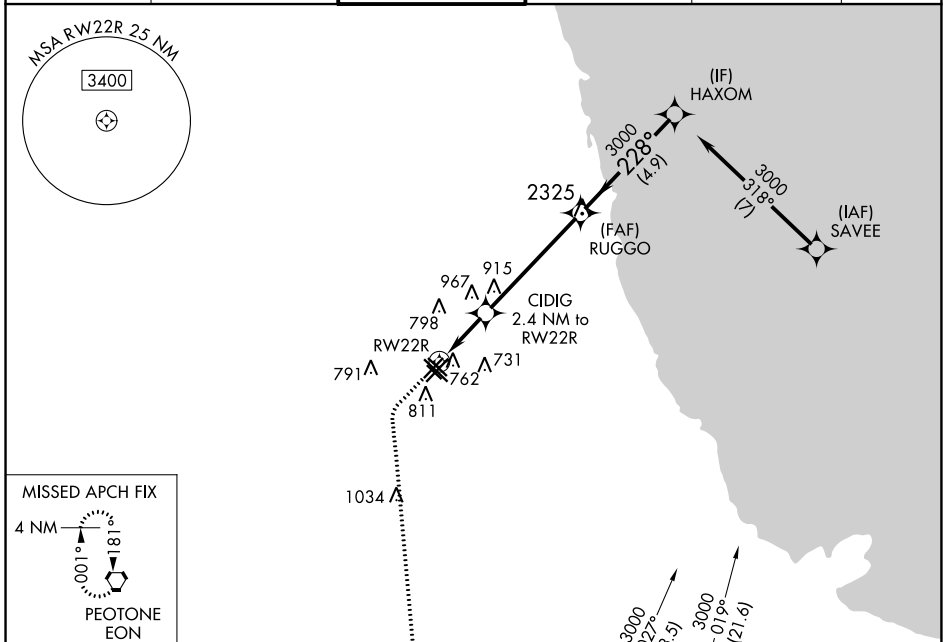 MSA RW22R 25 NM
3400
(IF)
HAXOM
3000
228°
(4.9)
3000
318°
(7)
(IAF)
SAVEE
2325
(FAF)
RUGGO
915
967
798
CIDIG
2.4 NM to
RW22R
RW22R
791
762
731
811
1034
MISSED APCH FIX
4 NM
001°
181°
PEOTONE
EON
3000
3000
019°
(21.6)